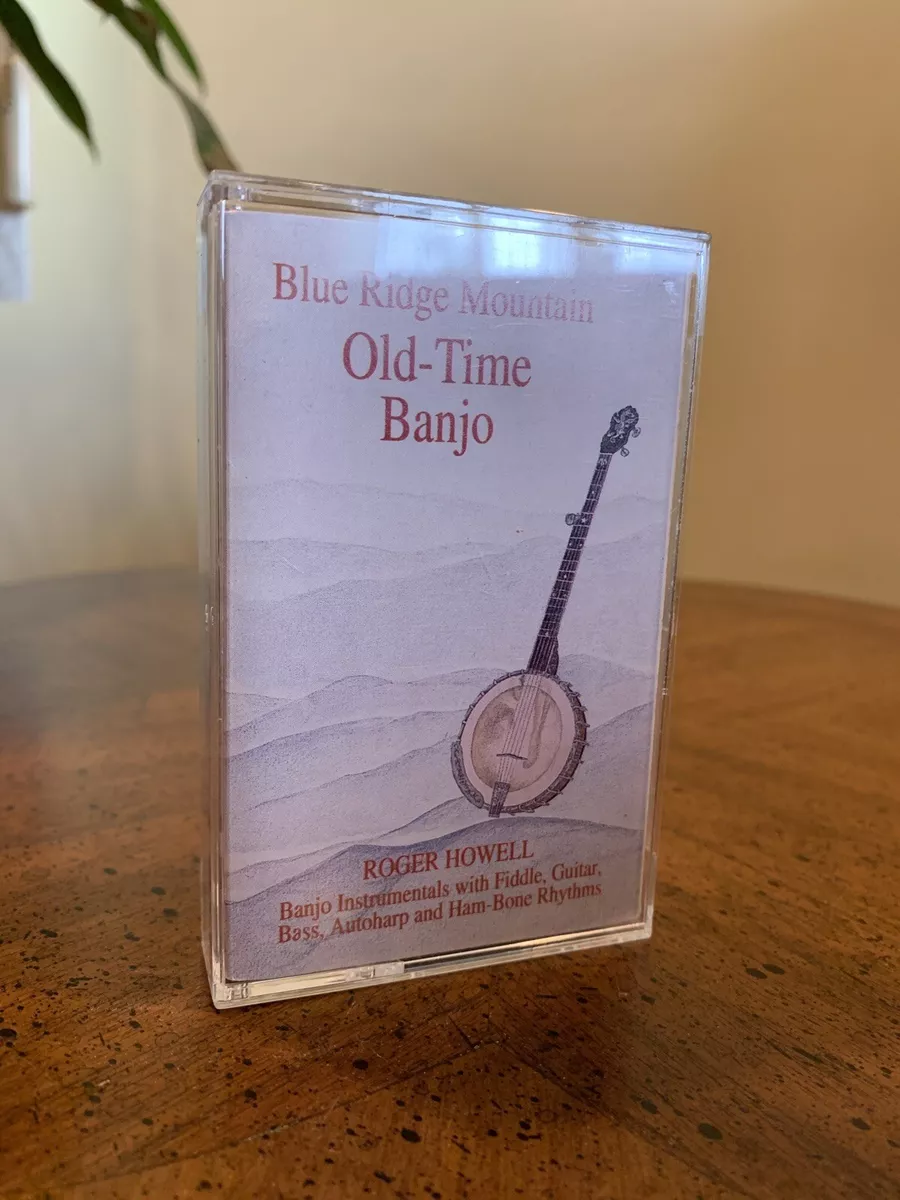 Blue Ridge Mountain
Old-Time
Banjo
ROGER HOWELL
Banjo Instrumentals with Fiddle, Guitar,
Bass, Autoharp and Ham-Bone Rhythms